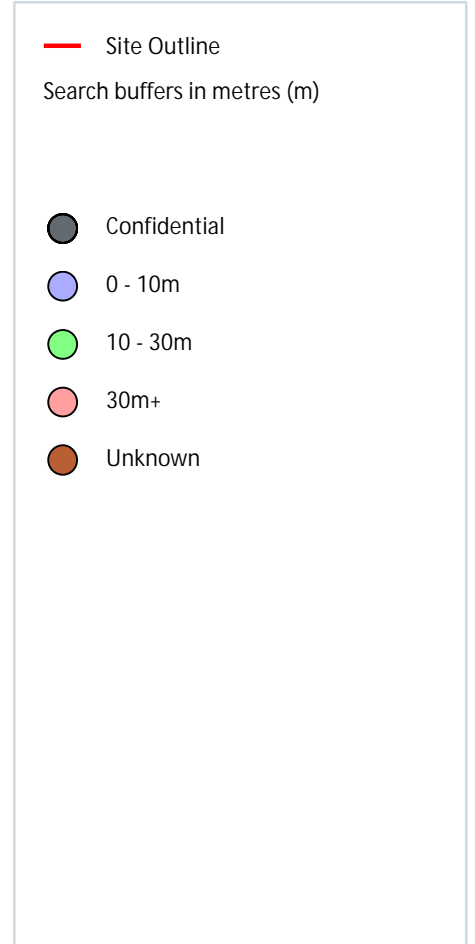 Site Outline
Search buffers in metres (m)
Confidential
0 - 10m
10 - 30m
30m+
Unknown